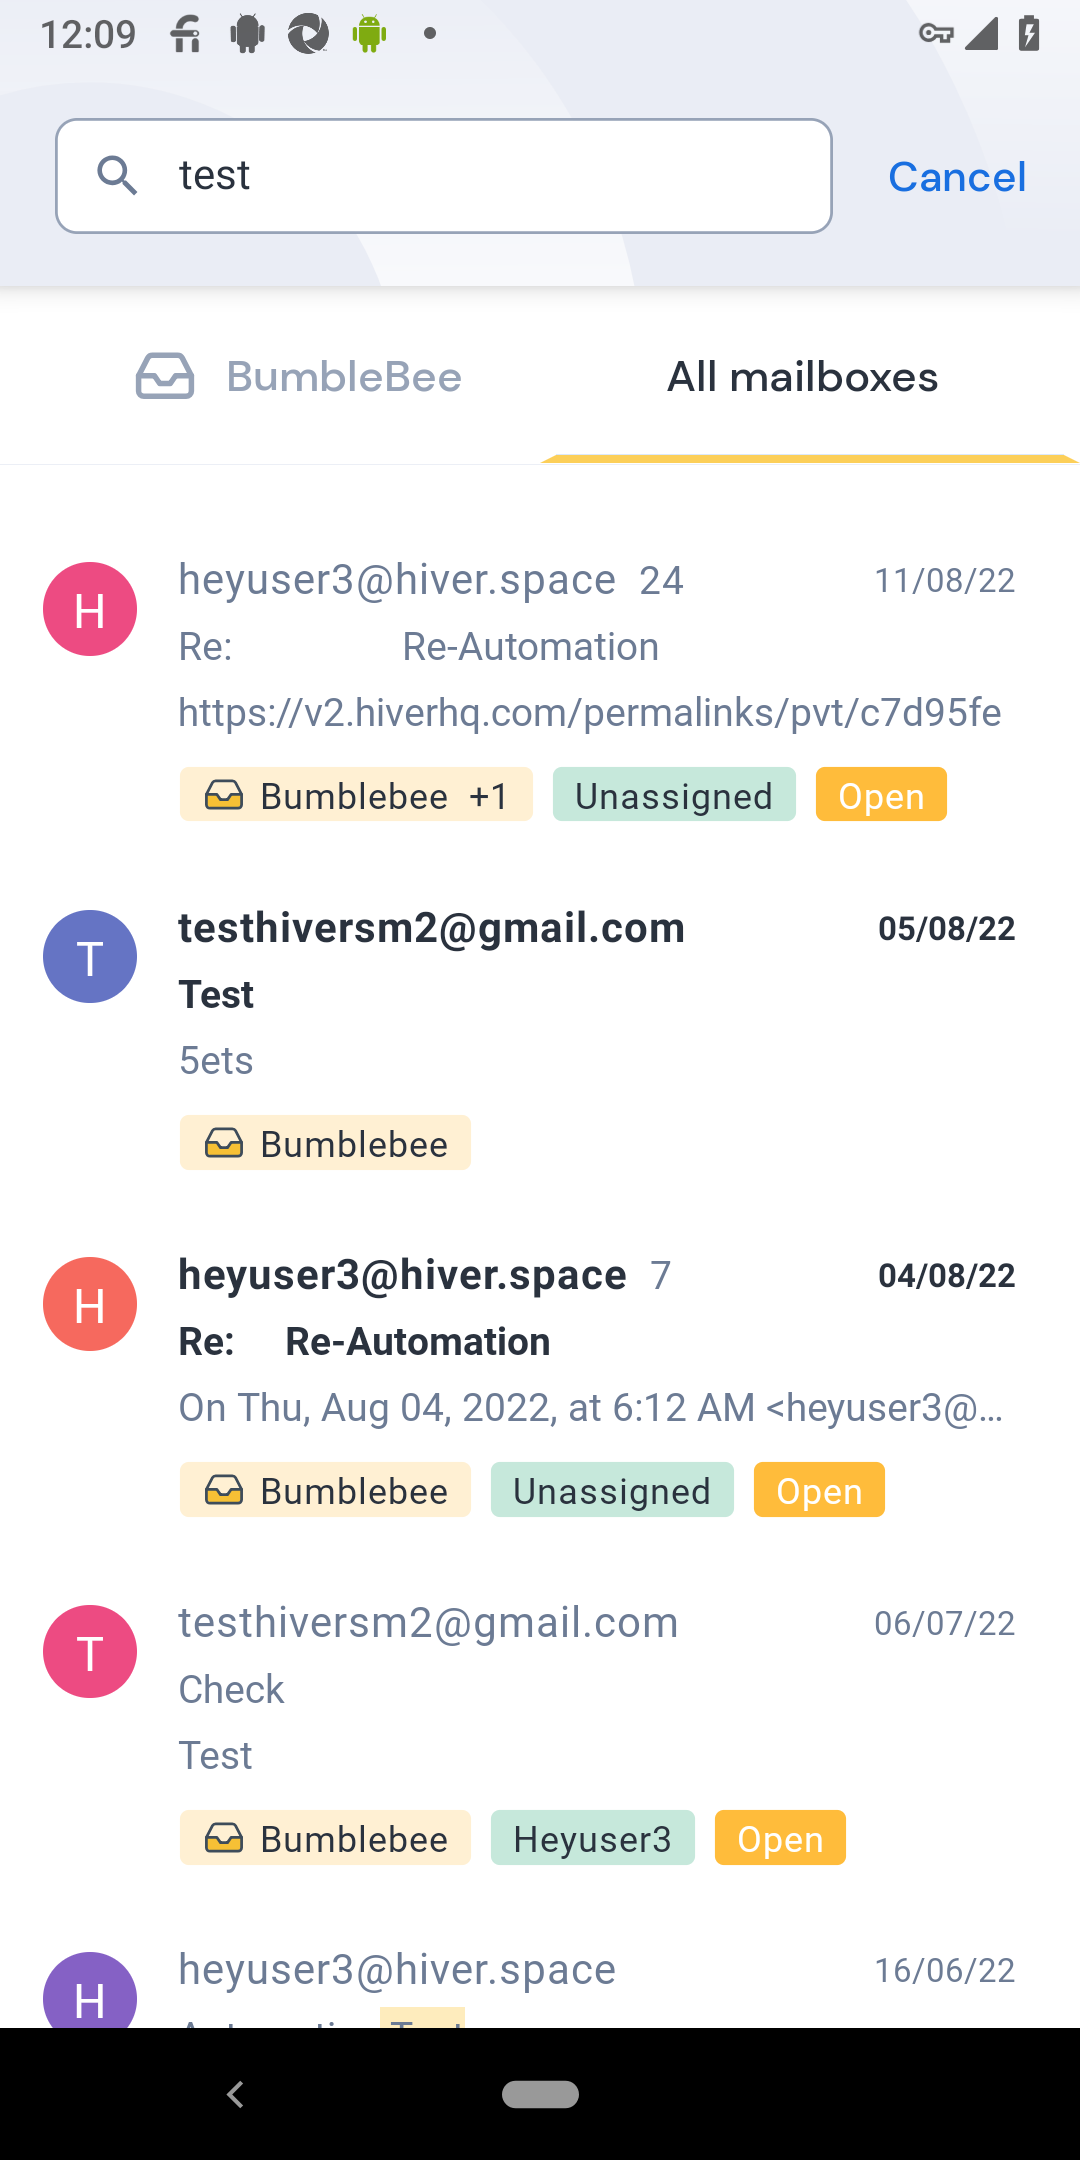 12:09
test
Cancel
BumbleBee
All mailboxes
H
heyuser3@hiver.space 24
11/08/22
Re: Re-Automation
https://v2.hiverhq.com/permalinks/pvt/c7d95fe
Bumblebee +1
Unassigned
Open
T
testhiversm2@gmail.com
05/08/22
Test
5ets
Bumblebee
H
heyuser3@hiver.space 7
04/08/22
Re: Re-Automation
On Thu, Aug 04, 2022, at 6:12 AM <heyuser3@...
Bumblebee
Unassigned
Open
T
testhiversm2@gmail.com
06/07/22
Check
Test
Bumblebee
Heyuser3
Open
H
heyuser3@hiver.space
16/06/22